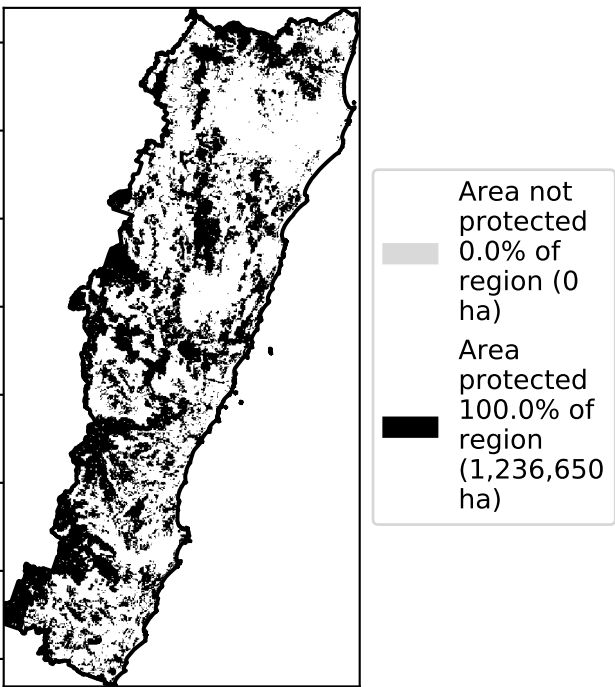 Area not
protected
0.0% of
region (0
ha)
Area
protected
100.0% of
region
(1,236,650
ha)